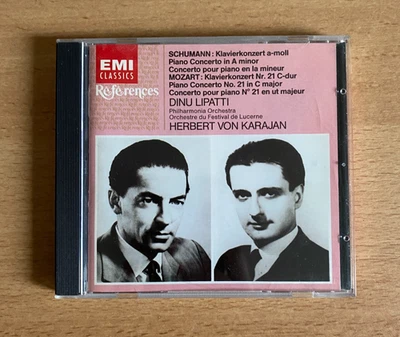 EMI
CLASSICS
Références
SCHUMANN: Klavierkonzert a-moll
Piano Concerto in A minor
Concerto pour piano en la mineur
MOZART: Klavierkonzert Nr. 21 C-dur
Piano Concerto No. 21 in C major
Concerto pour piano N° 21 en ut majeur
DINU LIPATTI
Philharmonia Orchestra
Orchestre du Festival de Lucerne
HERBERT VON KARAJAN